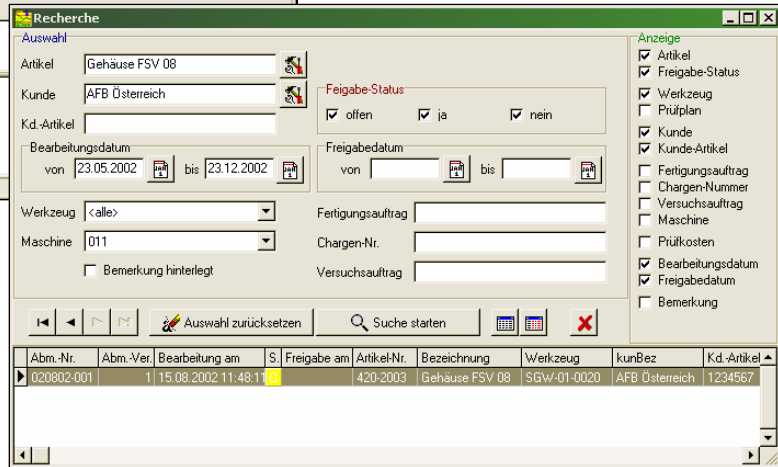 Recherche
Auswahl
Artikel Gehäuse FSV 08
Kunde AFB Österreich
Kd.-Artikel
Feigabe-Status
offen ja nein
Bearbeitungsdatum
von 23.05.2002 bis 23.12.2002
Freigabedatum
von bis
Werkzeug <alle>
Maschine 011
Bemerkung hinterlegt
Fertigungsauftrag
Chargen-Nr.
Versuchsauftrag
Anzeige
Artikel
Freigabe-Status
Werkzeug
Prüfplan
Kunde
Kunde-Artikel
Fertigungsauftrag
Chargen-Nummer
Versuchsauftrag
Maschine
Prüfkosten
Bearbeitungsdatum
Freigabedatum
Bemerkung
Auswahl zurücksetzen Suche starten
Abm.-Nr. Abm.-Ver. Bearbeitung am S. Freigabe am Artikel-Nr. Bezeichnung Werkzeug kunBez Kd.-Artikel
020802-001 1 15.08.2002 11:48:11 O 420-2003 Gehäuse FSV 08 SGW-01-0020 AFB Österreich 1234567